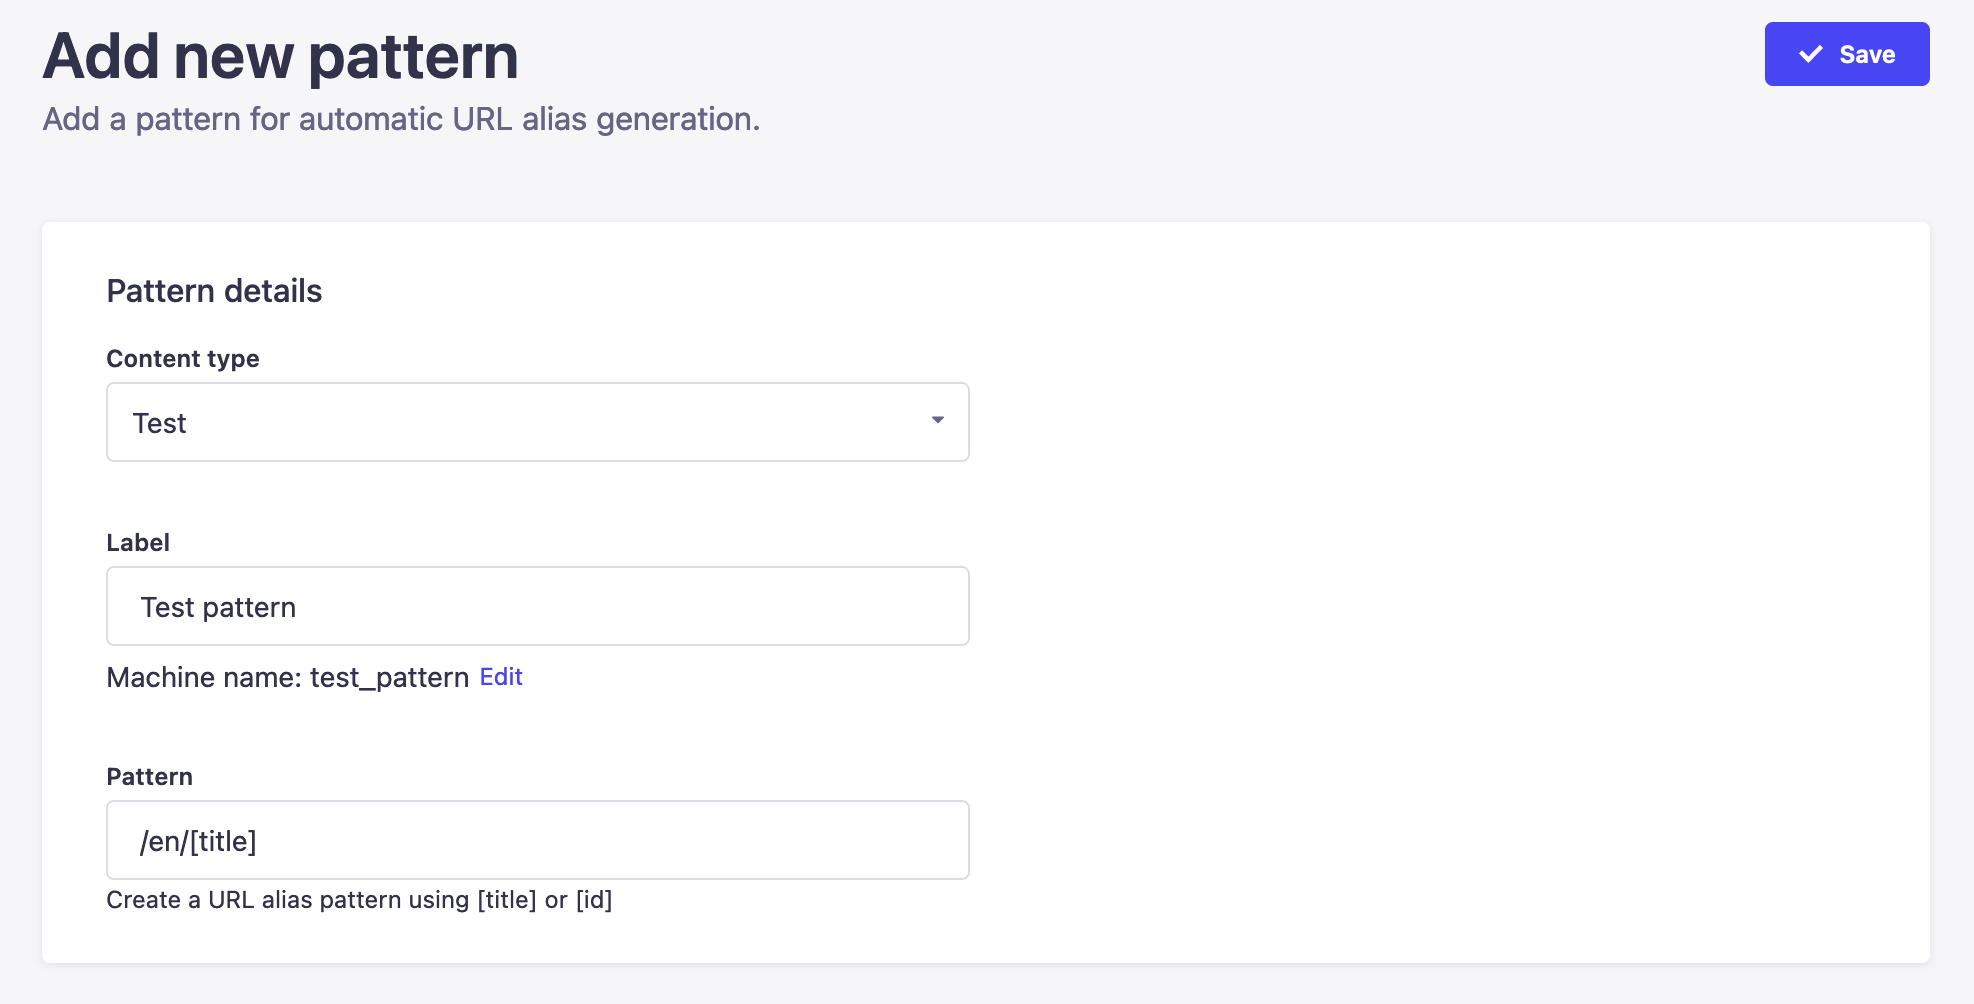 Add new pattern
Save
Add a pattern for automatic URL alias generation.
Pattern details
Content type
Test
Label
Test pattern
Machine name: test_pattern Edit
Pattern
/en/[title]
Create a URL alias pattern using [title] or [id]